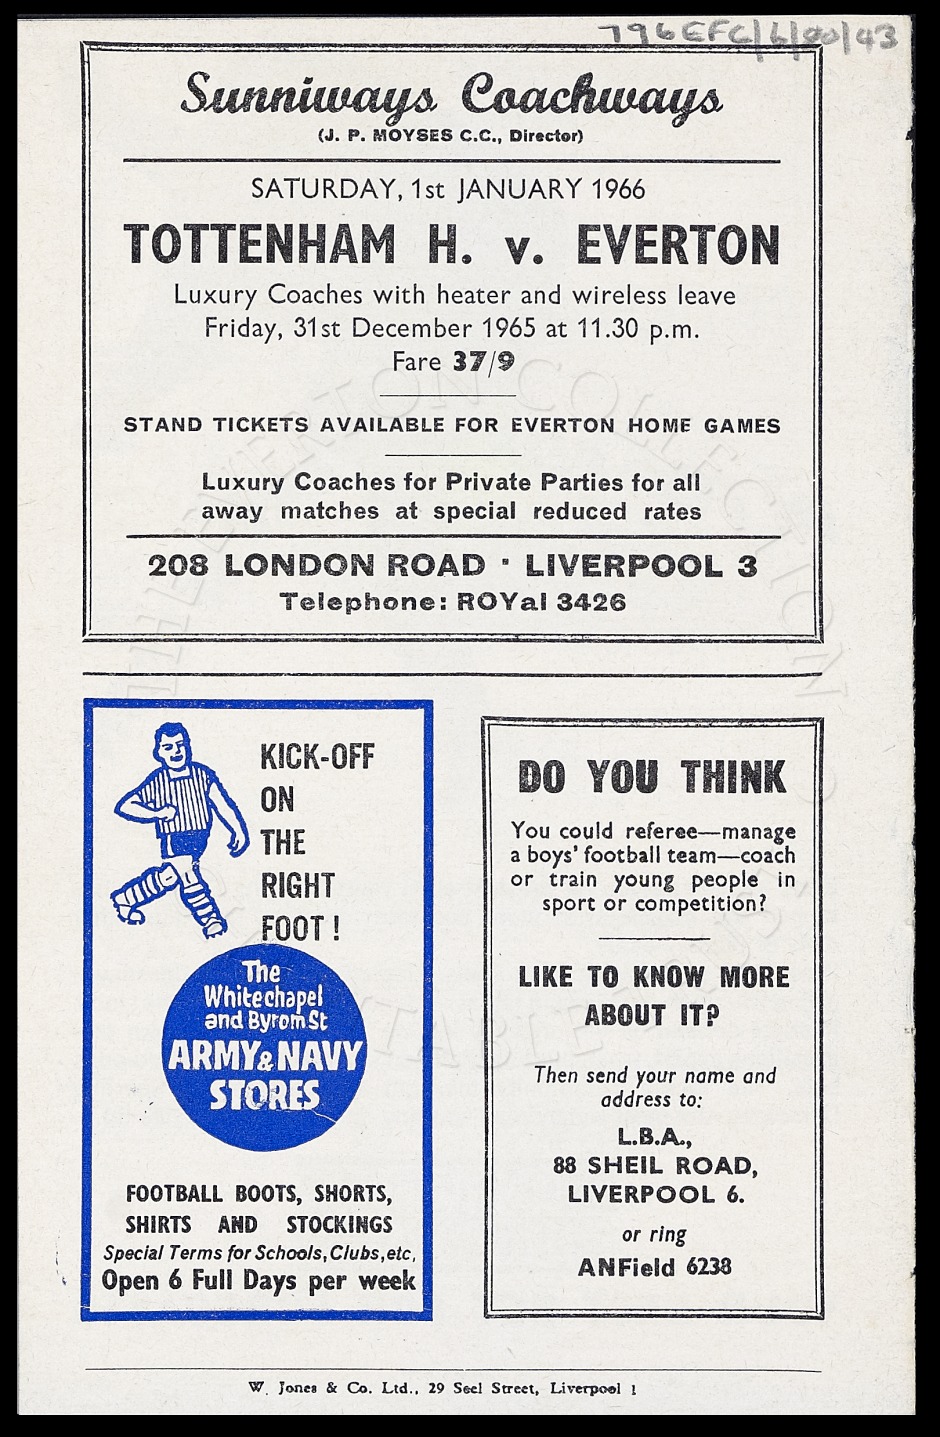 796EFC/6/00/43
Sunniways Coachways
(J. P. MOYSES C.C., Director)
SATURDAY, 1st JANUARY 1966
TOTTENHAM H. v. EVERTON
Luxury Coaches with heater and wireless leave
Friday, 31st December 1965 at 11.30 p.m.
Fare 37/9
STAND TICKETS AVAILABLE FOR EVERTON HOME GAMES
Luxury Coaches for Private Parties for all
away matches at special reduced rates
208 LONDON ROAD · LIVERPOOL 3
Telephone: ROYal 3426
KICK-OFF
ON
THE
RIGHT
FOOT!
The
Whitechapel
and Byrom St
ARMY & NAVY
STORES
FOOTBALL BOOTS, SHORTS,
SHIRTS AND STOCKINGS
Special Terms for Schools, Clubs, etc,
Open 6 Full Days per week
DO YOU THINK
You could referee—manage
a boys' football team—coach
or train young people in
sport or competition?
LIKE TO KNOW MORE
ABOUT IT?
Then send your name and
address to:
L.B.A.,
88 SHEIL ROAD,
LIVERPOOL 6.
or ring
ANField 6238
W. Jones & Co. Ltd., 29 Seel Street, Liverpool 1
THE EVERTON COLLECTION